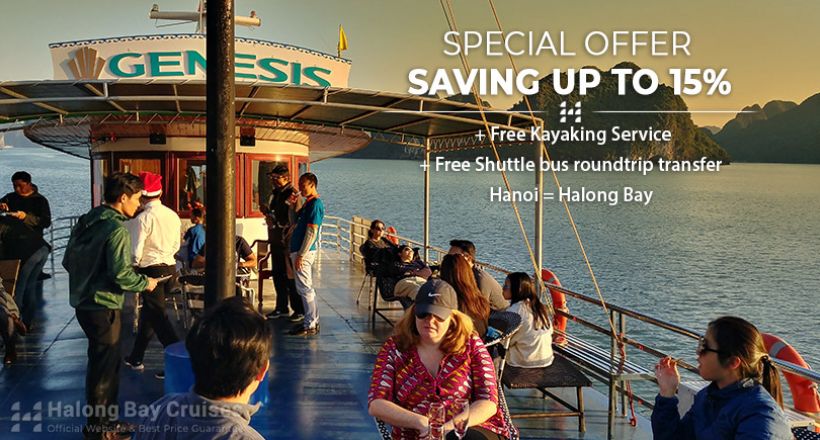 GENESIS
SPECIAL OFFER
SAVING UP TO 15%
+ Free Kayaking Service
+ Free Shuttle bus roundtrip transfer
Hanoi = Halong Bay
Halong Bay Cruises
Official Website & Best Price Guarantee